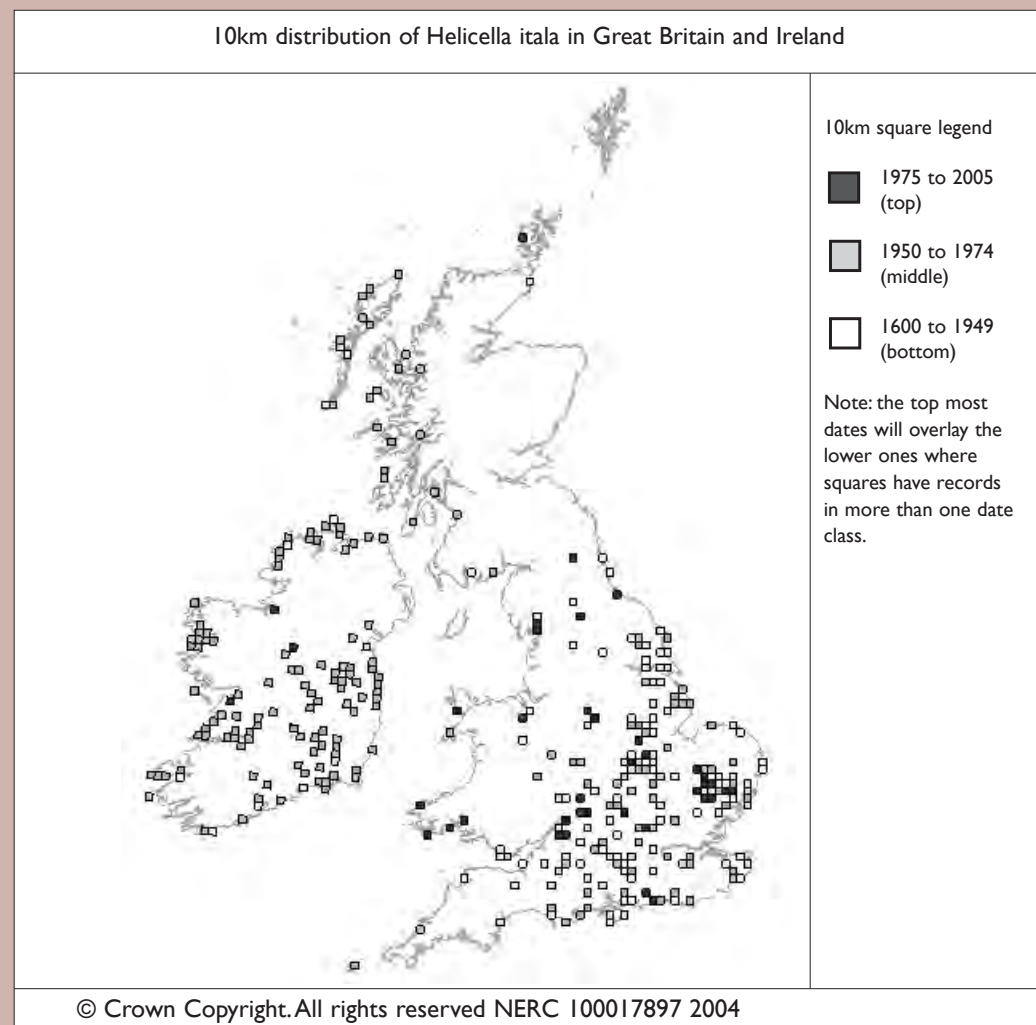 10km distribution of Helicella itala in Great Britain and Ireland
10km square legend
1975 to 2005
(top)
1950 to 1974
(middle)
1600 to 1949
(bottom)
Note: the top most
dates will overlay the
lower ones where
squares have records
in more than one date
class.
© Crown Copyright. All rights reserved NERC 100017897 2004